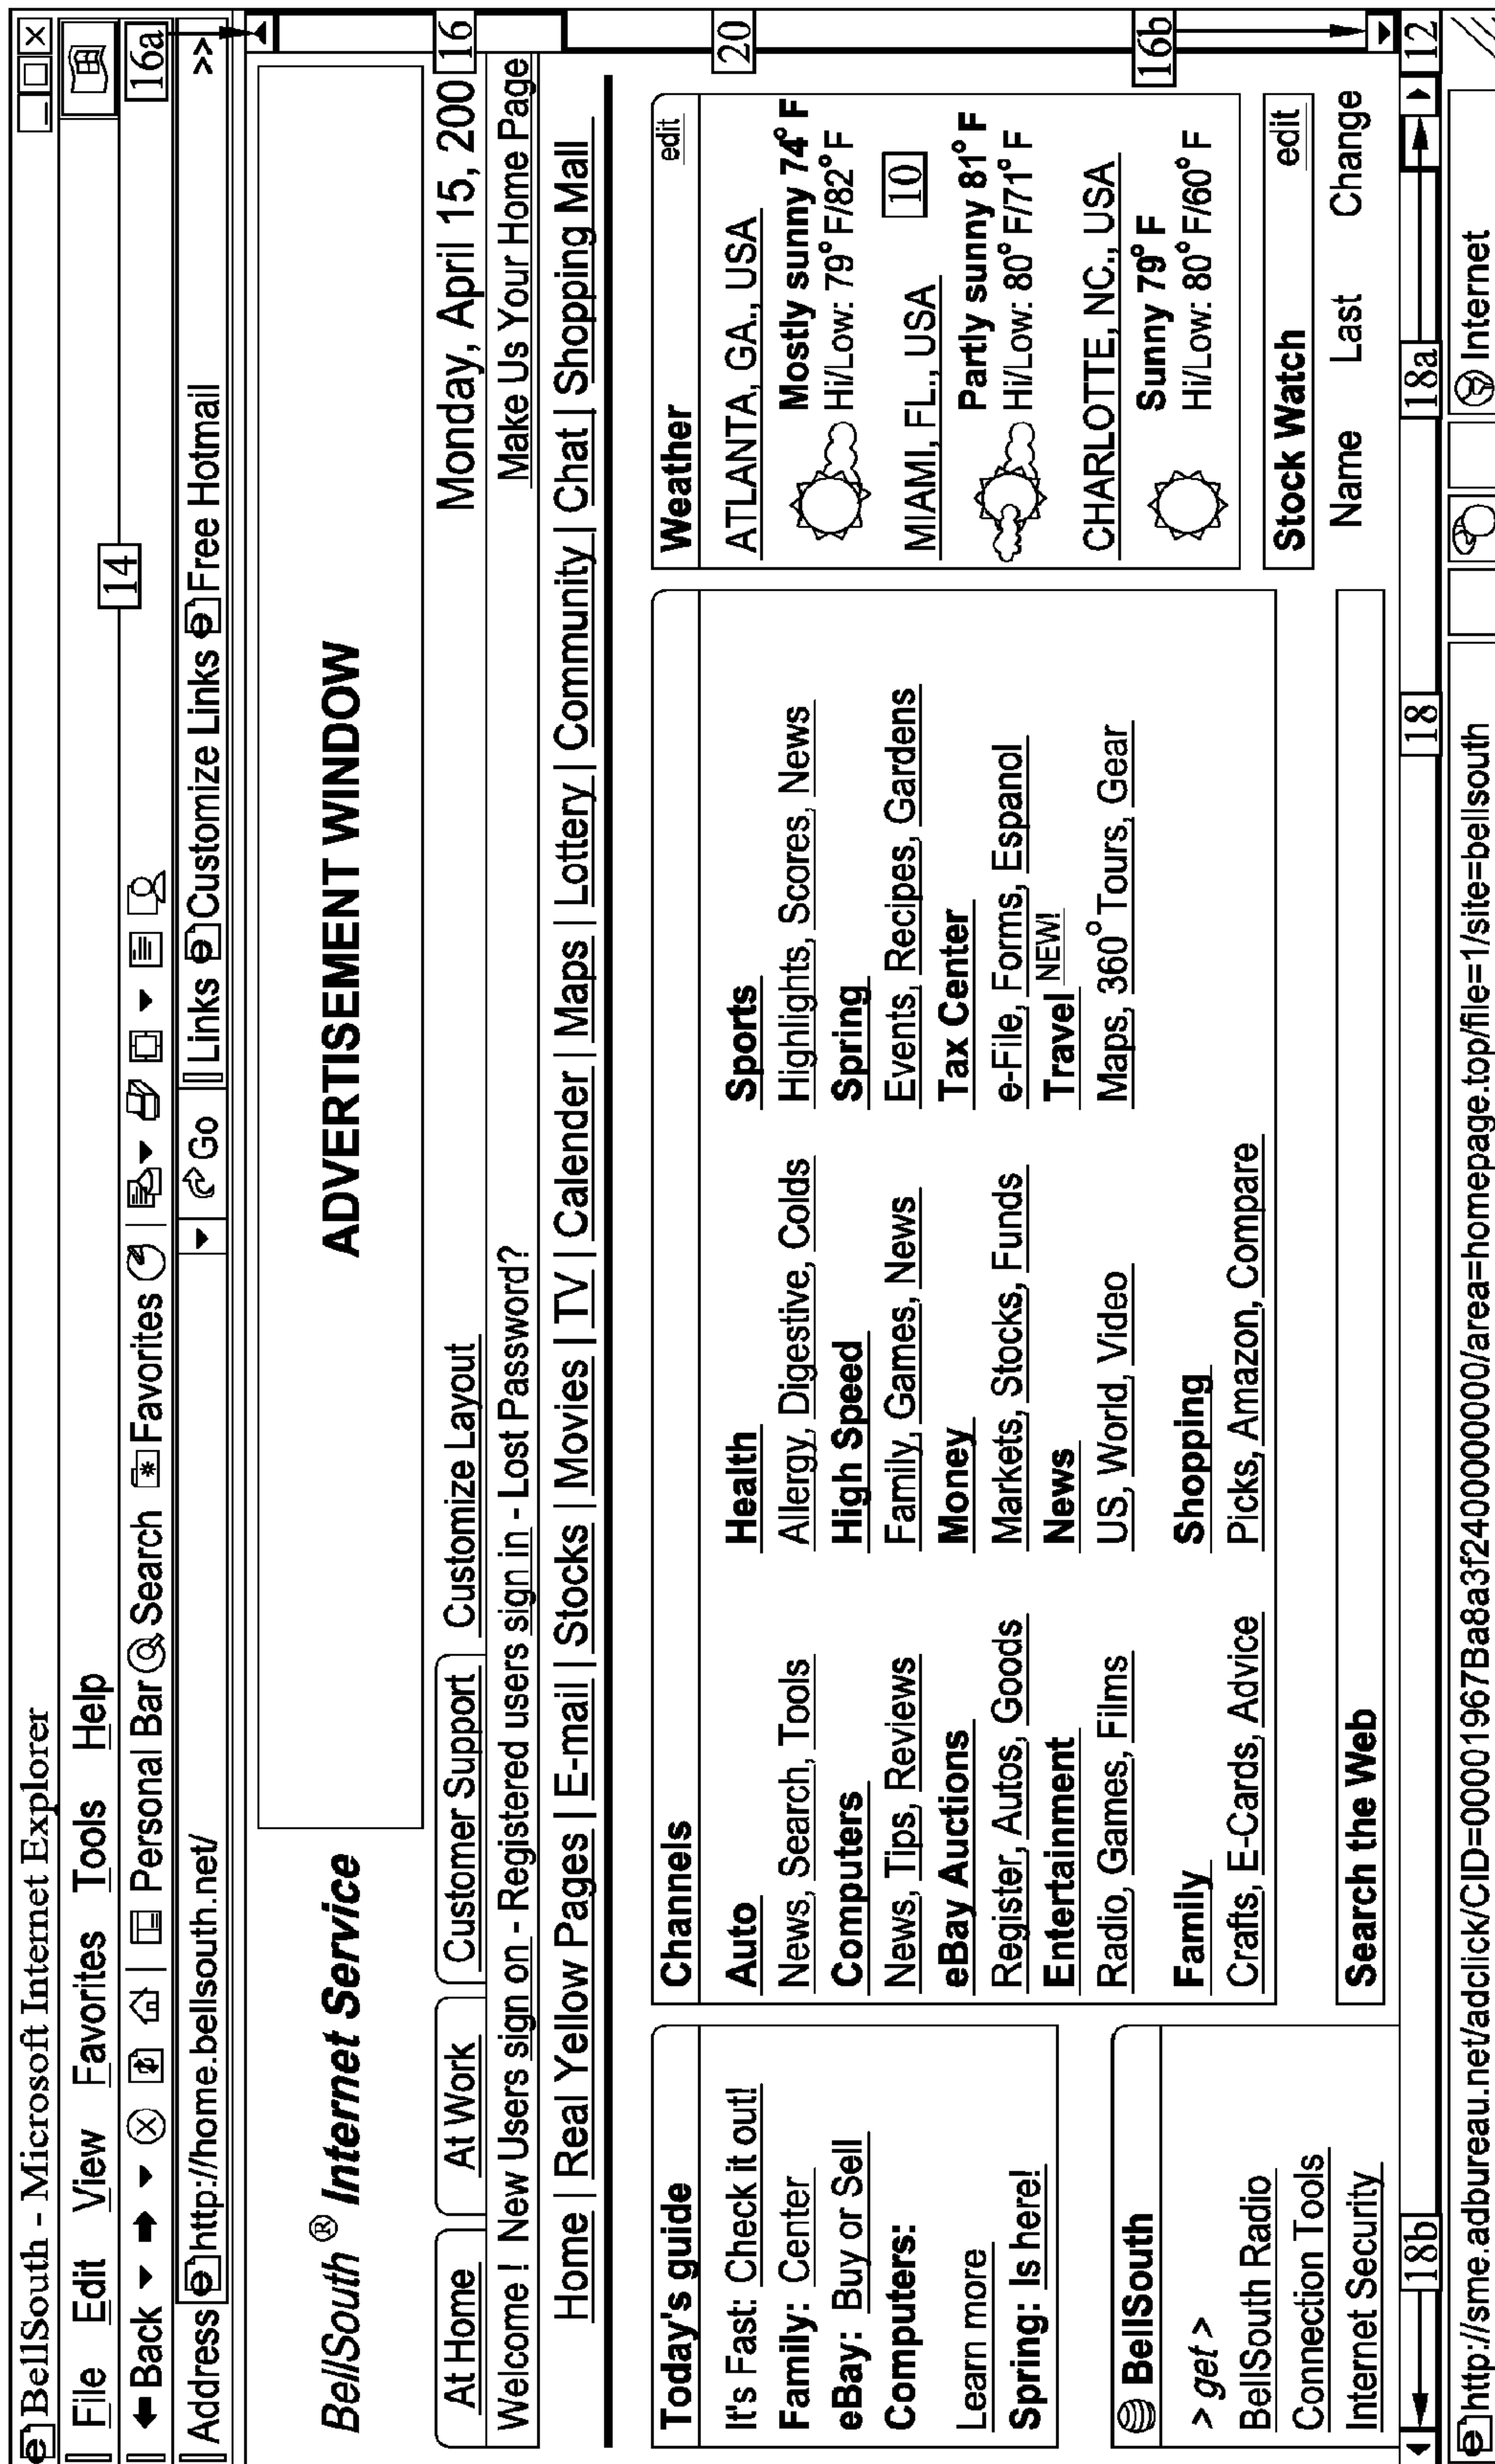 BellSouth - Microsoft Internet Explorer
File Edit View Favorites Tools Help
14
Back Personal Bar Search Favorites
16a
Address http://home.bellsouth.net/ Go Links Customize Links Free Hotmail >>
BellSouth ® Internet Service
ADVERTISEMENT WINDOW
At Home At Work Customer Support Customize Layout Monday, April 15, 200
16
Welcome ! New Users sign on - Registered users sign in - Lost Password? Make Us Your Home Page
Home | Real Yellow Pages | E-mail | Stocks | Movies | TV | Calender | Maps | Lottery | Community | Chat | Shopping Mall
Today's guide
It's Fast: Check it out!
Family: Center
eBay: Buy or Sell
Computers:
Learn more
Spring: Is here!
BellSouth
> get >
BellSouth Radio
Connection Tools
Internet Security
Channels
Auto
News, Search, Tools
Computers
News, Tips, Reviews
eBay Auctions
Register, Autos, Goods
Entertainment
Radio, Games, Films
Family
Crafts, E-Cards, Advice
Health
Allergy, Digestive, Colds
High Speed
Family, Games, News
Money
Markets, Stocks, Funds
News
US, World, Video
Shopping
Picks, Amazon, Compare
Sports
Highlights, Scores, News
Spring
Events, Recipes, Gardens
Tax Center
e-File, Forms, Espanol
Travel NEW!
Maps, 360° Tours, Gear
Search the Web
Weather edit
ATLANTA, GA., USA
Mostly sunny 74° F
Hi/Low: 79° F/82° F
10
MIAMI, FL., USA
Partly sunny 81° F
Hi/Low: 80° F/71° F
CHARLOTTE, NC., USA
Sunny 79° F
Hi/Low: 80° F/60° F
Stock Watch edit
Name Last Change
20
16b
18b 18 18a 12
http://sme.adbureau.net/adclick/CID=00001967Ba8a3f2400000000/area=homepage.top/file=1/site=bellsouth Internet